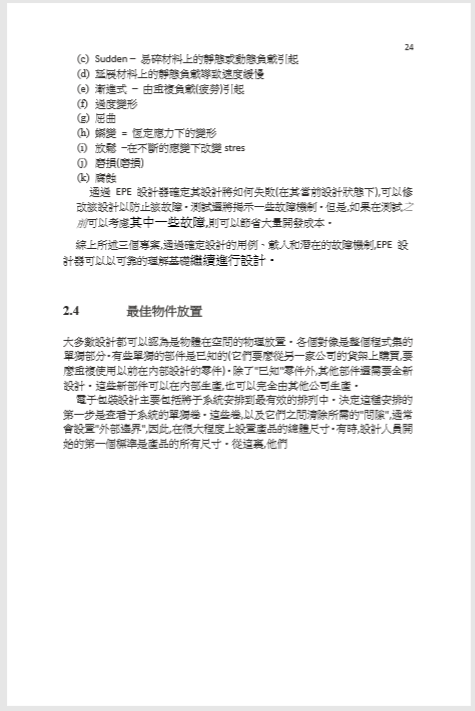 24
(c) Sudden – 易碎材料上的靜態或動態負載引起
(d) 延展材料上的靜態負載導致速度緩慢
(e) 漸進式 – 由重複負載(疲勞)引起
(f) 過度變形
(g) 屈曲
(h) 蠕變 = 恆定應力下的變形
(i) 放鬆 –在不斷的應變下改變 stres
(j) 磨損(磨損)
(k) 腐蝕
通過 EPE 設計器確定其設計將如何失敗(在其當前設計狀態下),可以修
改該設計以防止該故障。測試還將揭示一些故障機制。但是,如果在測試之
前可以考慮其中一些故障,則可以節省大量開發成本。
綜上所述三個專案,通過確定設計的用例、載人和潛在的故障機制,EPE 設
計器可以以可靠的理解基礎繼續進行設計。
2.4 最佳物件放置
大多數設計都可以認為是物體在空間的物理放置。各個對像是整個程式集的
單獨部分。有些單獨的部件是已知的(它們要麼從另一家公司的貨架上購買,要
麼重複使用以前在內部設計的零件)。除了"已知"零件外,其他部件還需要全新
設計。這些新部件可以在內部生產,也可以完全由其他公司生產。
電子包裝設計主要包括將子系統安排到最有效的排列中。決定這種安排的
第一步是查看子系統的單獨卷。這些卷,以及它們之間清除所需的"間隙",通常
會設置"外部邊界",因此,在很大程度上設置產品的總體尺寸。有時,設計人員開
始的第一個標準是產品的所有尺寸。從這裏,他們